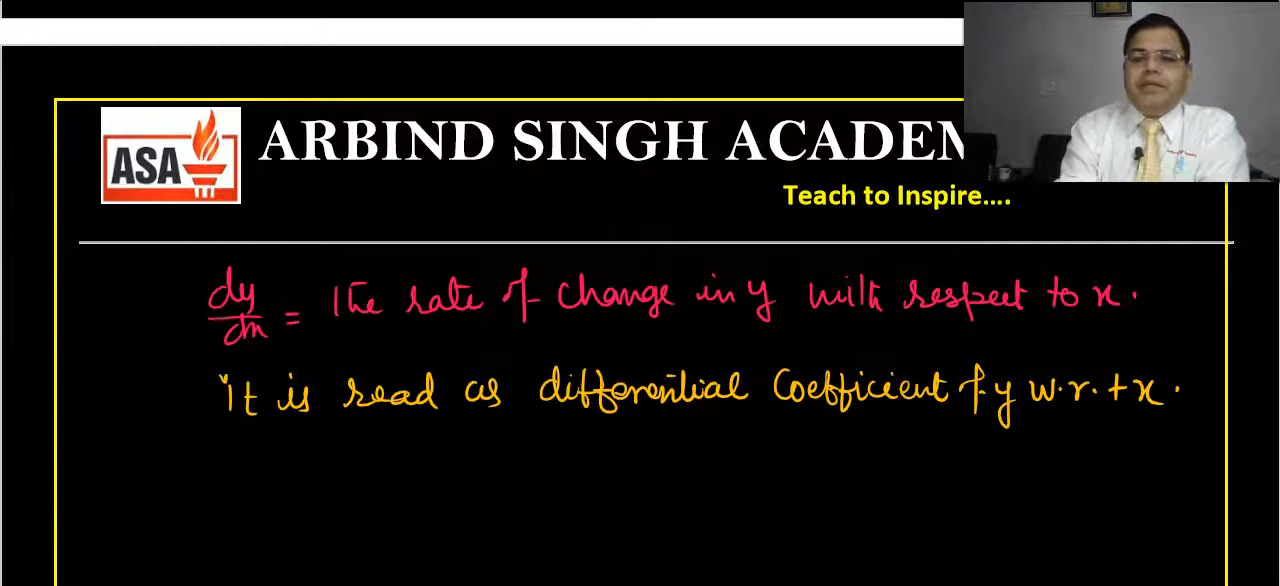 ASA
ARBIND SINGH ACADEM
Teach to Inspire....
dy/dx = The rate of change in y with respect to x.
It is read as differential Coefficient of y w.r.t x.